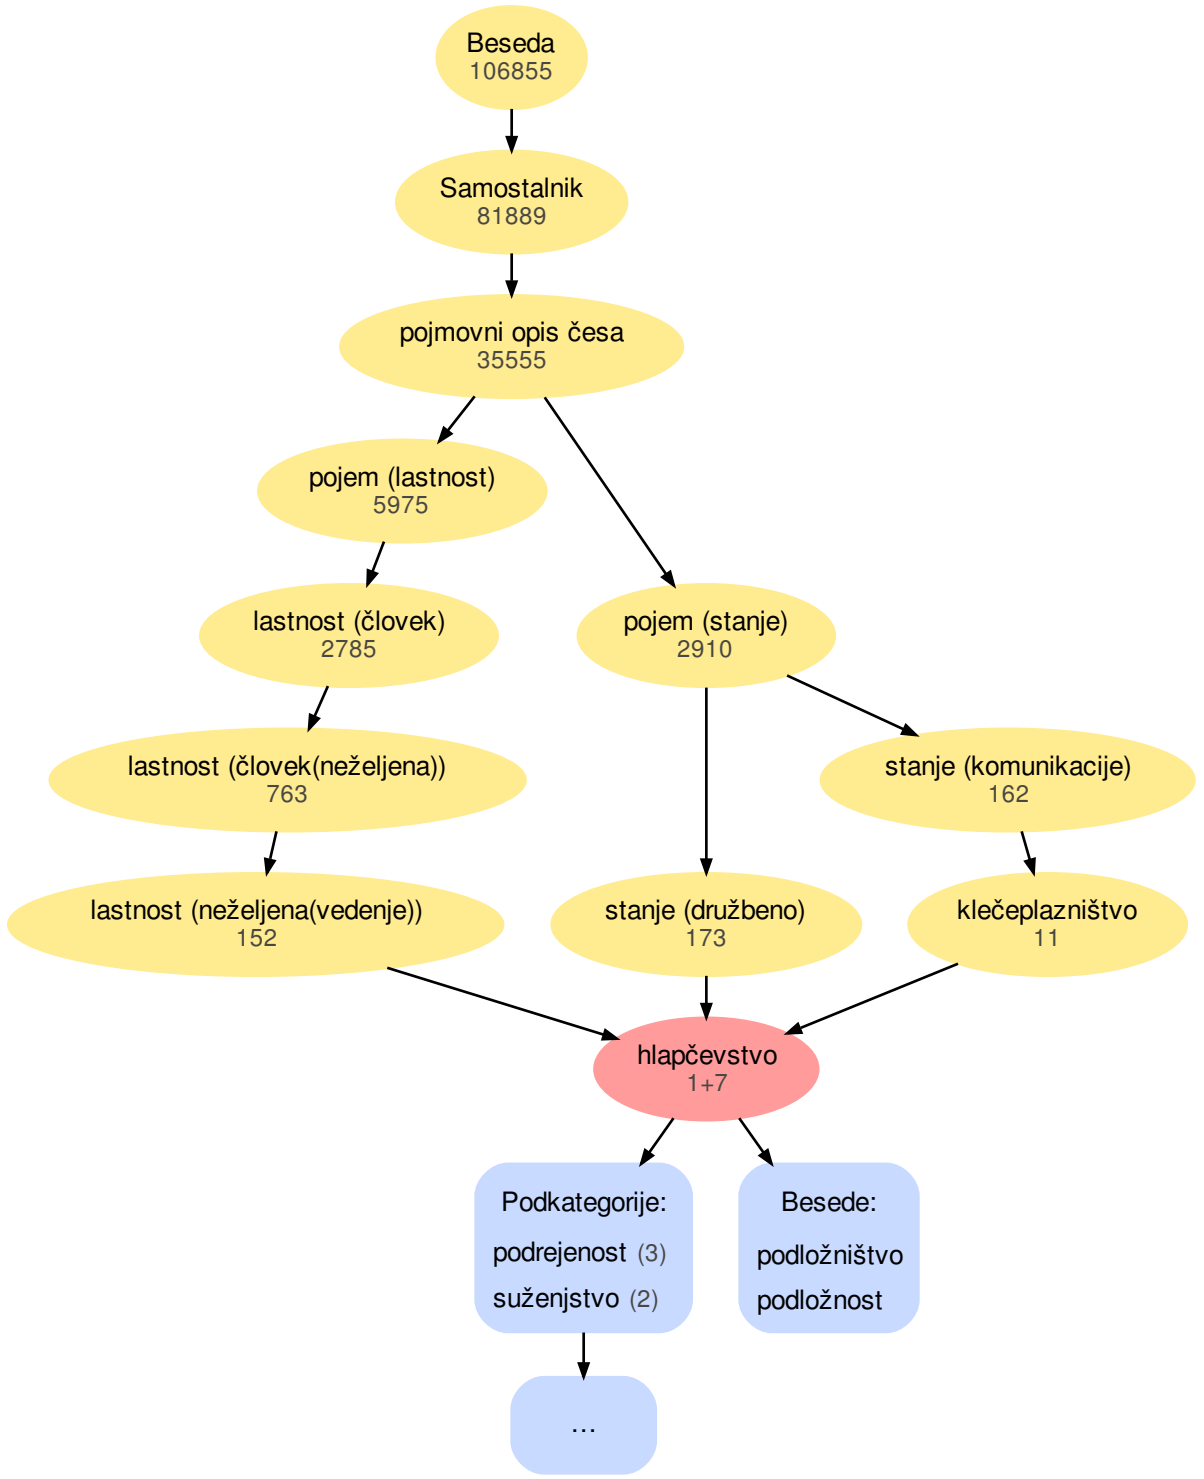 Beseda
106855
Samostalnik
81889
pojmovni opis česa
35555
pojem (lastnost)
5975
lastnost (človek)
2785
pojem (stanje)
2910
lastnost (človek(neželjena))
763
stanje (komunikacije)
162
lastnost (neželjena(vedenje))
152
stanje (družbeno)
173
klečeplazništvo
11
hlapčevstvo
1+7
Podkategorije:
podrejenost (3)
suženjstvo (2)
Besede:
podložništvo
podložnost
...